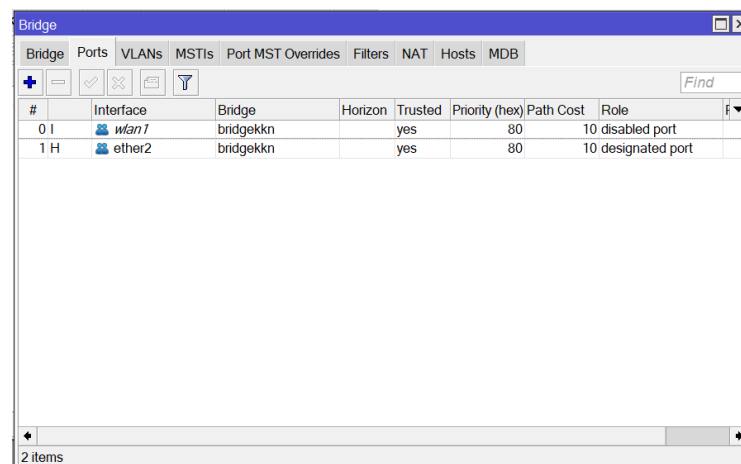 Bridge
Bridge Ports VLANs MSTIs Port MST Overrides Filters NAT Hosts MDB
Find
# Interface Bridge Horizon Trusted Priority (hex) Path Cost Role
0 I wlan1 bridgekkn yes 80 10 disabled port
1 H ether2 bridgekkn yes 80 10 designated port
2 items